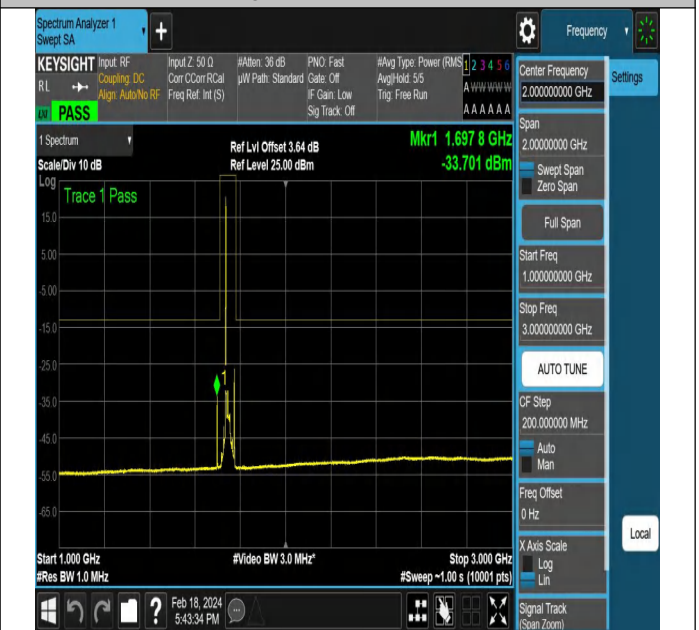 Spectrum Analyzer 1
Swept SA
+
Frequency
KEYSIGHT
RL
PASS
Input: RF
Coupling: DC
Align: Auto/No RF
Input Z: 50 Ω
Corr CCorr RCal
Freq Ref: Int (S)
#Atten: 36 dB
µW Path: Standard
PNO: Fast
Gate: Off
IF Gain: Low
Sig Track: Off
#Avg Type: Power (RMS
Avg|Hold: 5/5
Trig: Free Run
1 2 3 4 5 6
A W W W W W
A A A A A A
1 Spectrum
Scale/Div 10 dB
Ref Lvl Offset 3.64 dB
Ref Level 25.00 dBm
Mkr1 1.697 8 GHz
-33.701 dBm
Log
Trace 1 Pass
15.0
5.00
-5.00
-15.0
-25.0
-35.0
-45.0
-55.0
-65.0
1
Start 1.000 GHz
#Res BW 1.0 MHz
#Video BW 3.0 MHz*
Stop 3.000 GHz
#Sweep ~1.00 s (10001 pts)
Feb 18, 2024
5:43:34 PM
?
Center Frequency
2.000000000 GHz
Settings
Span
2.00000000 GHz
Swept Span
Zero Span
Full Span
Start Freq
1.000000000 GHz
Stop Freq
3.000000000 GHz
AUTO TUNE
CF Step
200.000000 MHz
Auto
Man
Freq Offset
0 Hz
Local
X Axis Scale
Log
Lin
Signal Track
(Span Zoom)